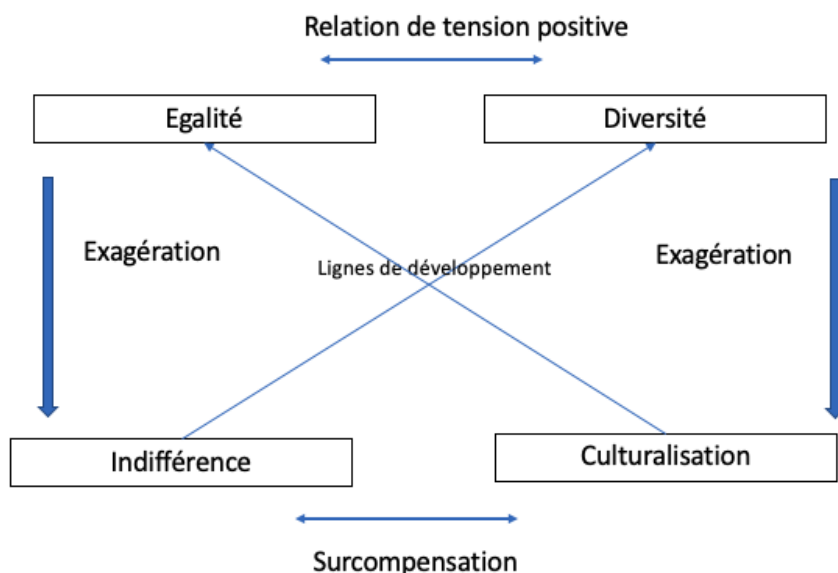 Relation de tension positive
Egalité
Diversité
Exagération
Exagération
Lignes de développement
Indifférence
Culturalisation
Surcompensation